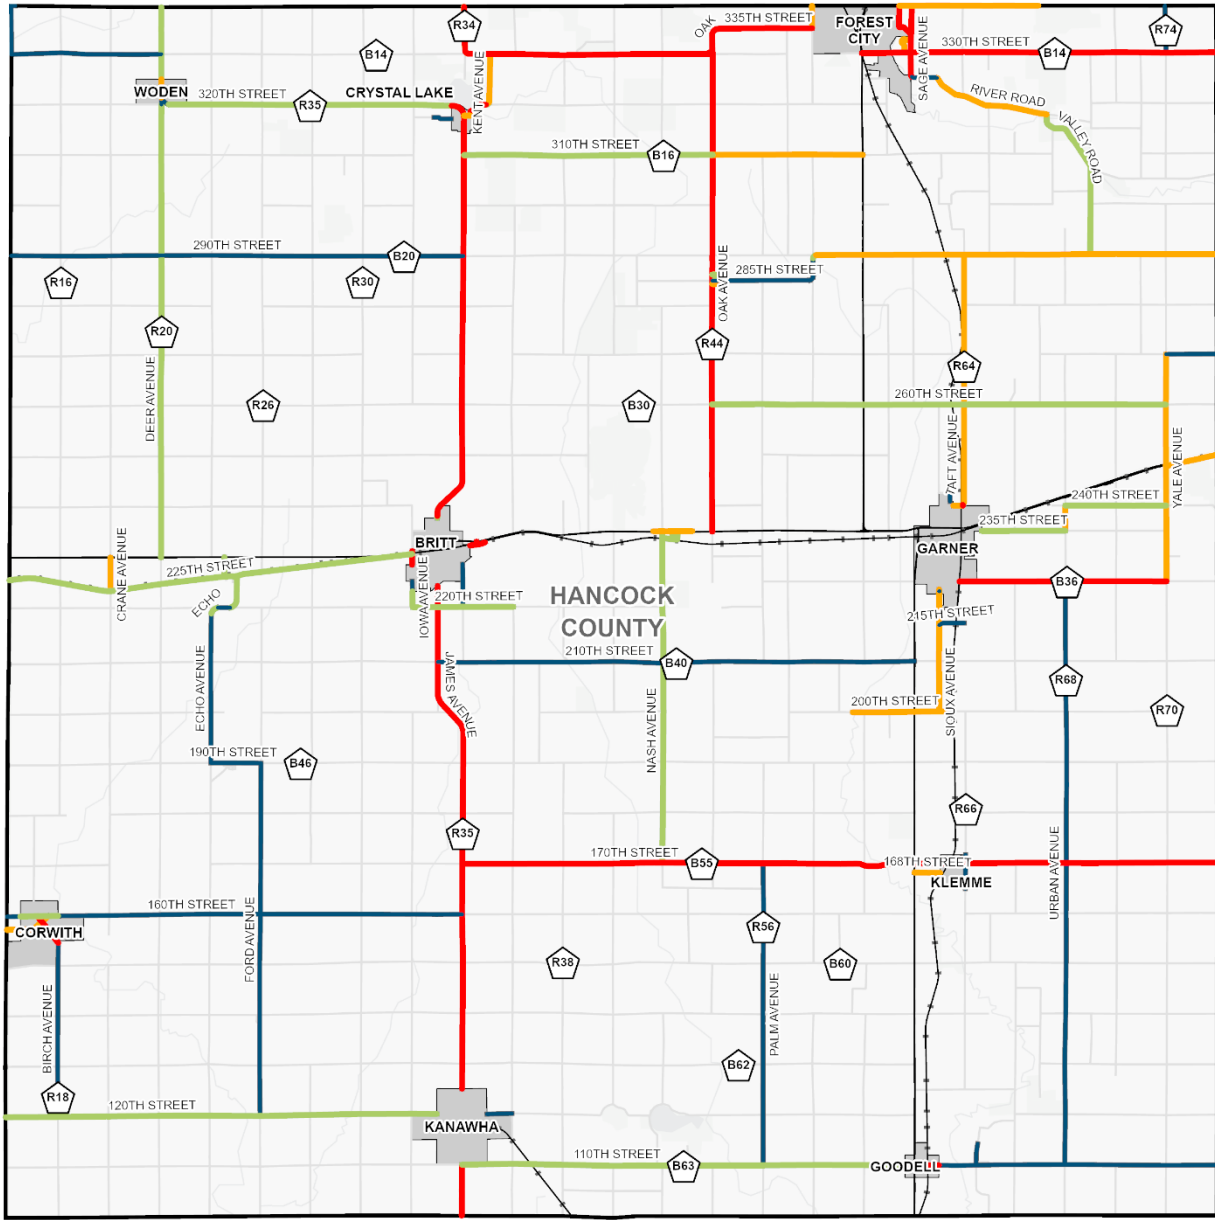 R34
OAK
335TH STREET
FOREST
CITY
SAGE AVENUE
330TH STREET
B14
R74
B14
WODEN
320TH STREET
R35
CRYSTAL LAKE
KENT AVENUE
RIVER ROAD
VALLEY ROAD
310TH STREET
B16
290TH STREET
B20
R16
R30
285TH STREET
OAK AVENUE
R20
R44
R64
DEER AVENUE
R26
B30
260TH STREET
TAFT AVENUE
YALE AVENUE
240TH STREET
235TH STREET
BRITT
GARNER
CRANE AVENUE
225TH STREET
IOWA AVENUE
ECHO
220TH STREET
HANCOCK
COUNTY
B36
215TH STREET
210TH STREET
B40
JAMES AVENUE
ECHO AVENUE
NASH AVENUE
200TH STREET
SIOUX AVENUE
R68
R70
190TH STREET
B46
R35
R66
170TH STREET
B55
168TH STREET
KLEMME
URBAN AVENUE
160TH STREET
CORWITH
FORD AVENUE
R56
R38
B60
BIRCH AVENUE
PALM AVENUE
B62
R18
120TH STREET
KANAWHA
110TH STREET
B63
GOODELL